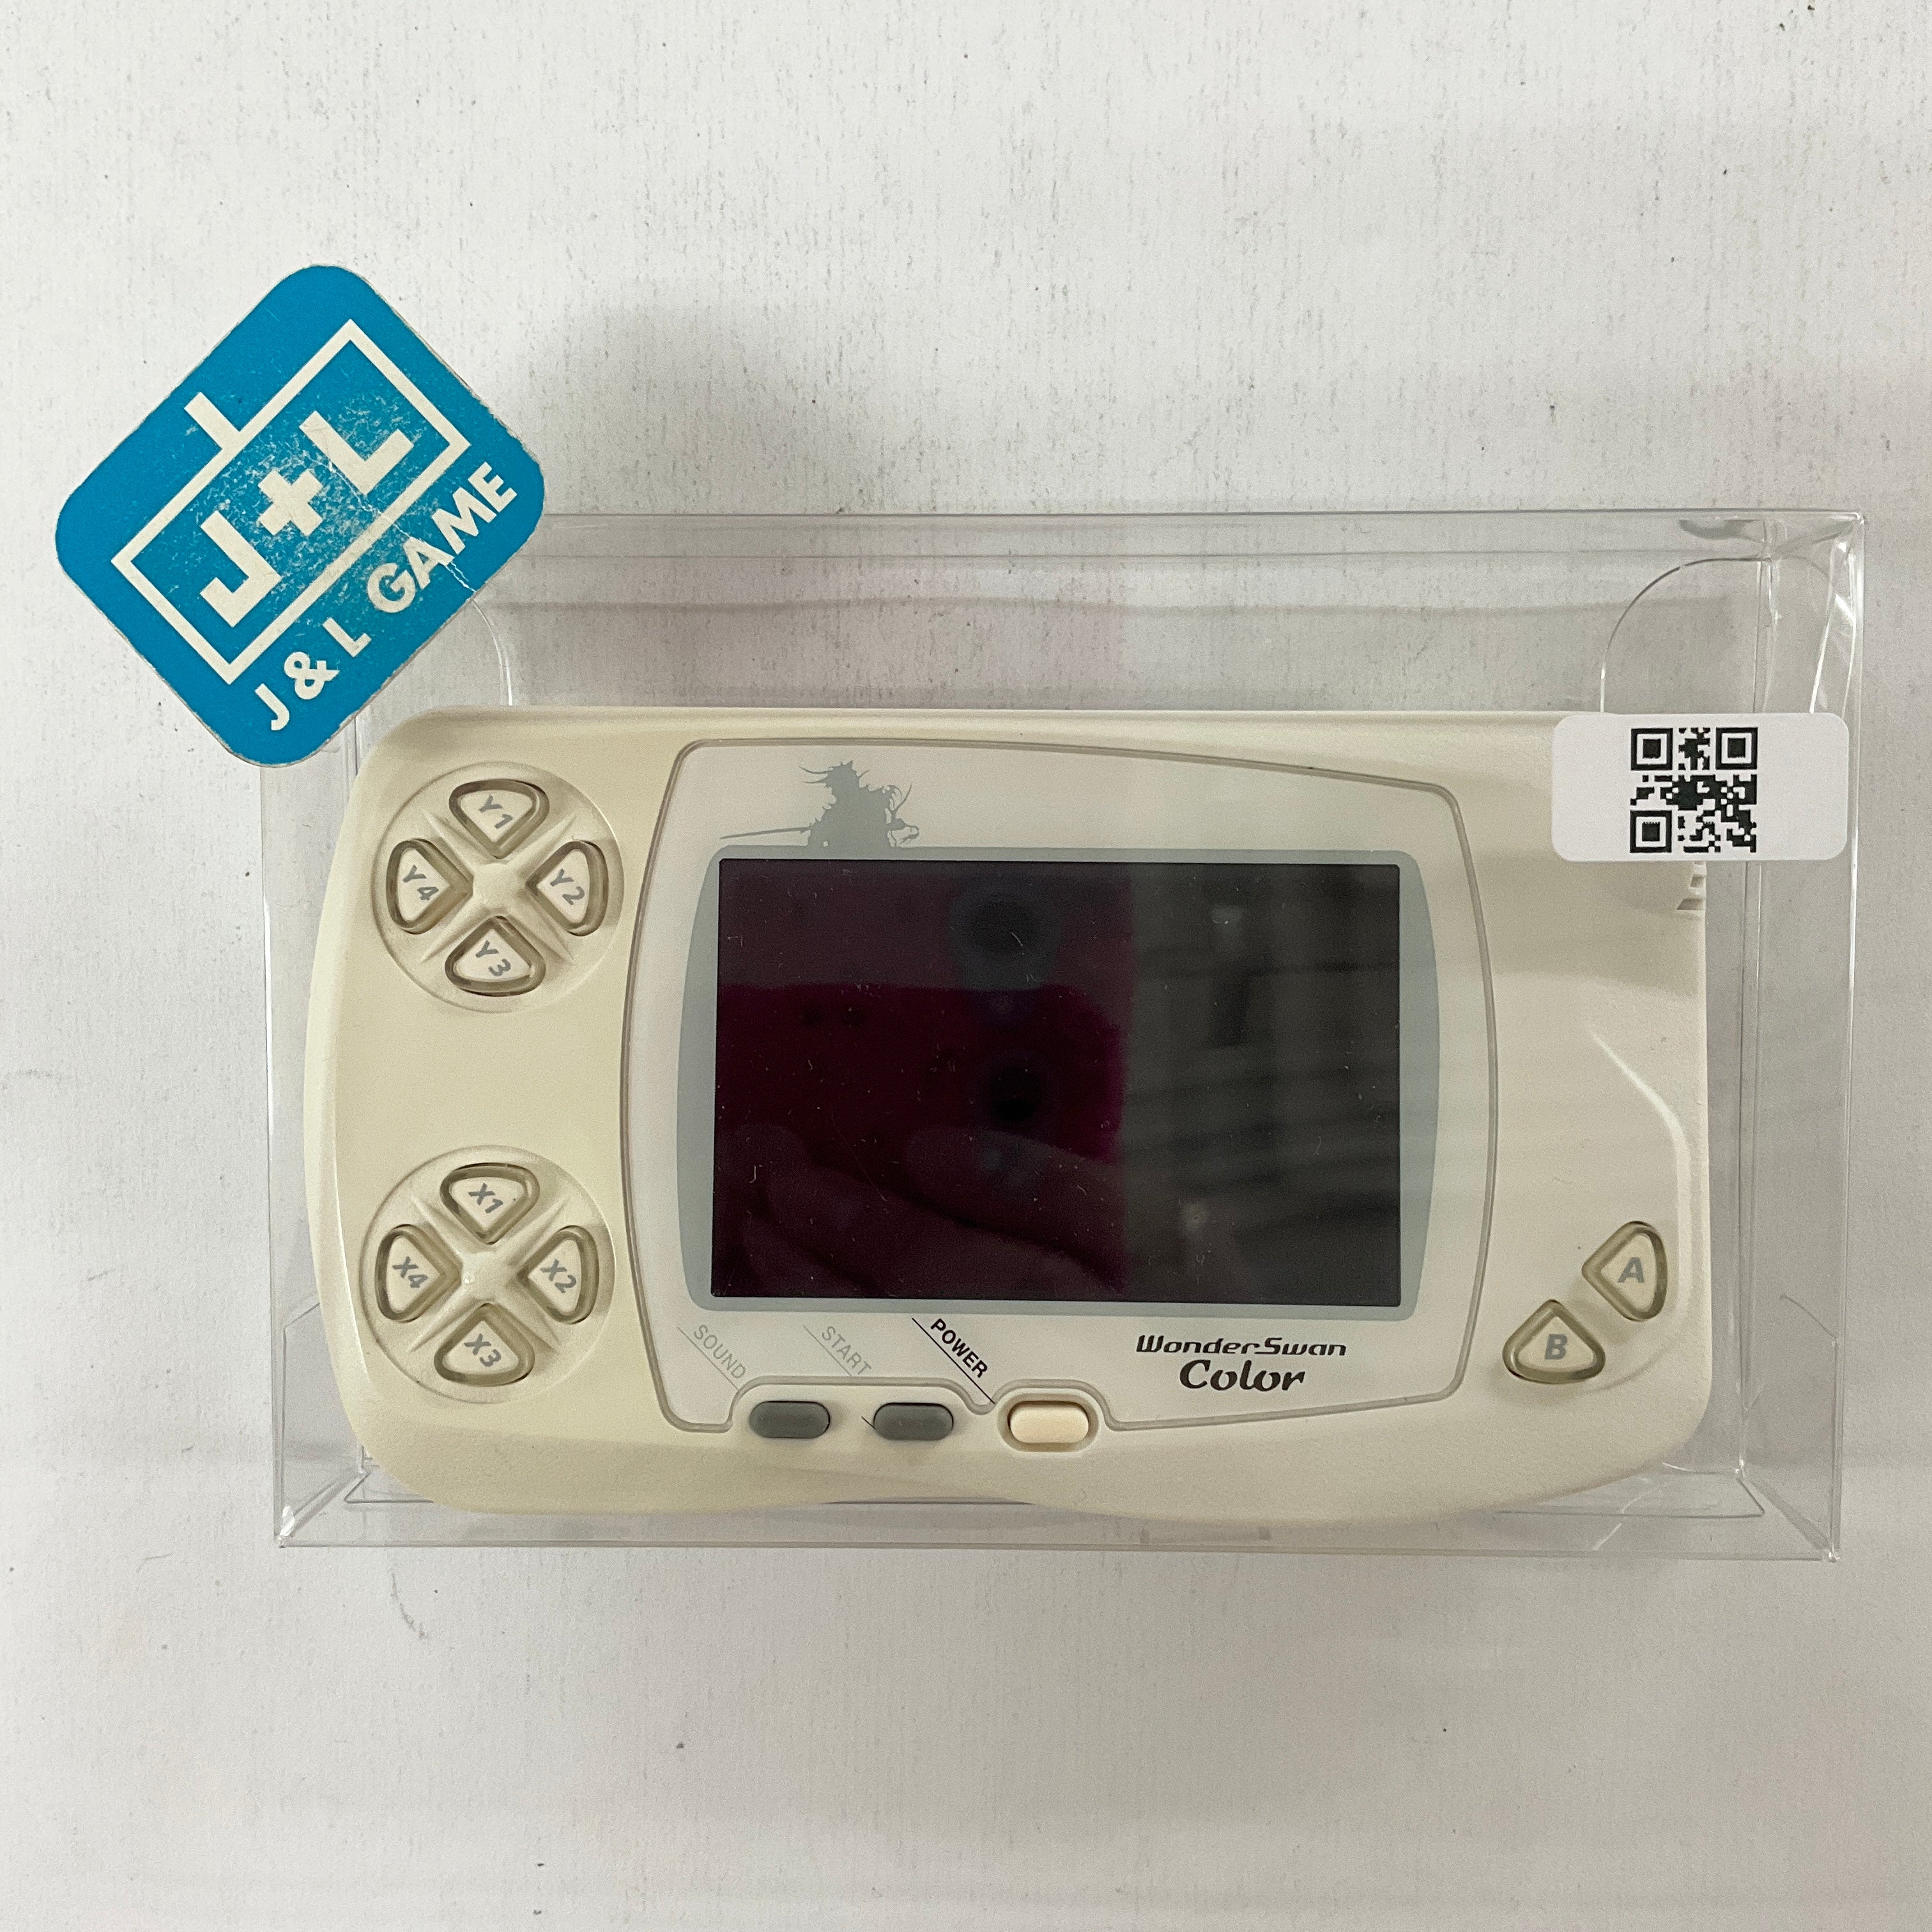 J+L
J & L GAME
Y1
Y4
Y2
Y3
X1
X4
X2
X3
SOUND
START
POWER
WonderSwan
Color
A
B